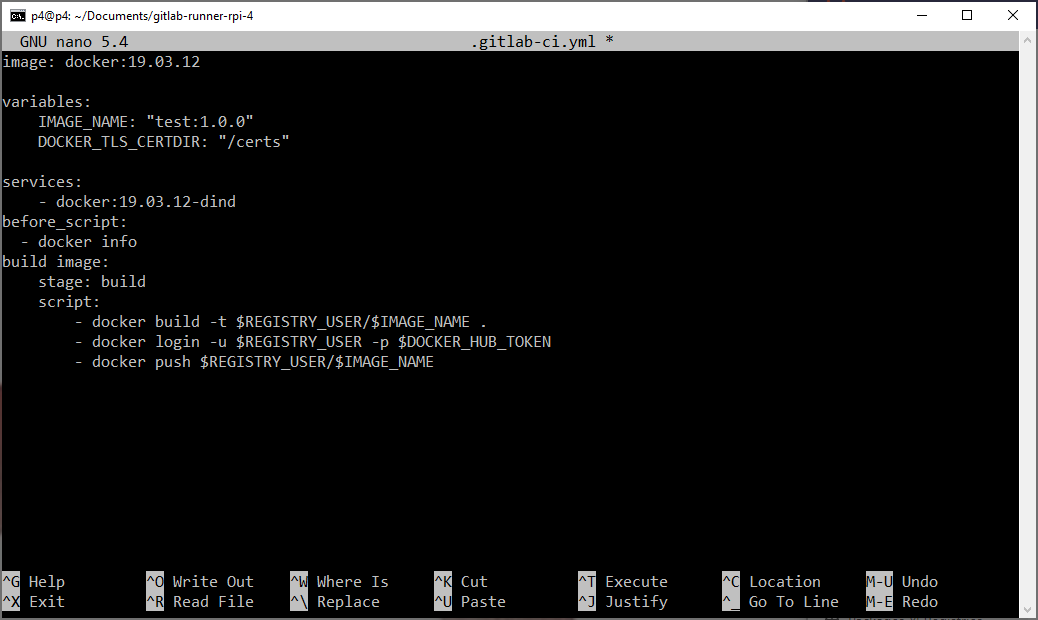 p4@p4: ~/Documents/gitlab-runner-rpi-4
GNU nano 5.4 .gitlab-ci.yml *
image: docker:19.03.12
variables:
    IMAGE_NAME: "test:1.0.0"
    DOCKER_TLS_CERTDIR: "/certs"
services:
    - docker:19.03.12-dind
before_script:
  - docker info
build image:
    stage: build
    script:
        - docker build -t $REGISTRY_USER/$IMAGE_NAME .
        - docker login -u $REGISTRY_USER -p $DOCKER_HUB_TOKEN
        - docker push $REGISTRY_USER/$IMAGE_NAME
^G Help ^O Write Out ^W Where Is ^K Cut ^T Execute ^C Location M-U Undo
^X Exit ^R Read File ^\ Replace ^U Paste ^J Justify ^_ Go To Line M-E Redo